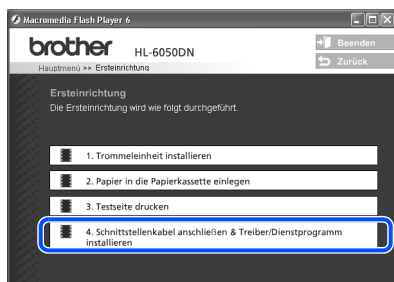 Macromedia Flash Player 6
brother HL-6050DN
Beenden
Hauptmenü >> Ersteinrichtung
Zurück
Ersteinrichtung
Die Ersteinrichtung wird wie folgt durchgeführt.
1. Trommeleinheit installieren
2. Papier in die Papierkassette einlegen
3. Testseite drucken
4. Schnittstellenkabel anschließen & Treiber/Dienstprogramm
installieren